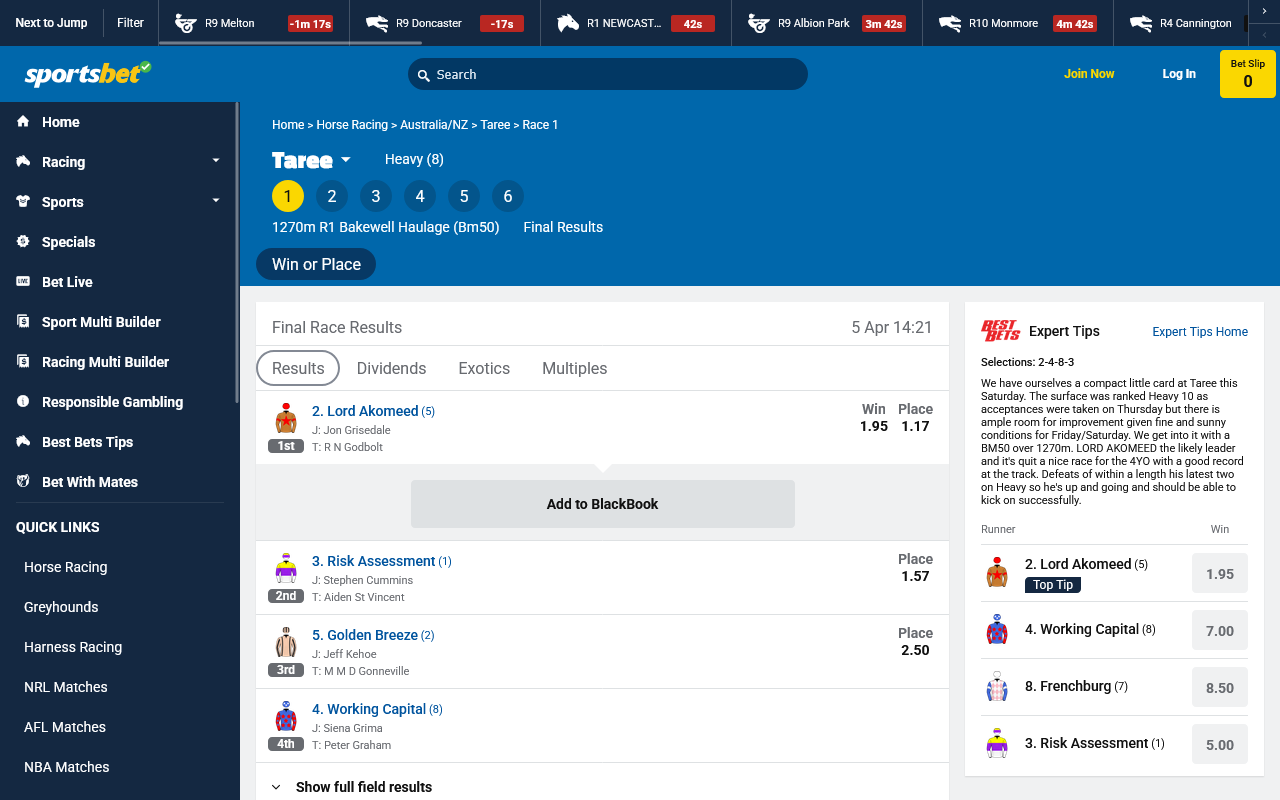 Next to Jump
Filter
R9 Melton
-1m 17s
R9 Doncaster
-17s
R1 NEWCAST...
42s
R9 Albion Park
3m 42s
R10 Monmore
4m 42s
R4 Cannington
sportsbet
Search
Join Now
Log In
Bet Slip
0
Home
Racing
Sports
Specials
LIVE
Bet Live
Sport Multi Builder
Racing Multi Builder
Responsible Gambling
Best Bets Tips
Bet With Mates
QUICK LINKS
Horse Racing
Greyhounds
Harness Racing
NRL Matches
AFL Matches
NBA Matches
Home > Horse Racing > Australia/NZ > Taree > Race 1
Taree
Heavy (8)
1 2 3 4 5 6
1270m R1 Bakewell Haulage (Bm50)
Final Results
Win or Place
Final Race Results
5 Apr 14:21
Results
Dividends
Exotics
Multiples
1st
2. Lord Akomeed (5)
J: Jon Grisedale
T: R N Godbolt
Win Place
1.95 1.17
Add to BlackBook
2nd
3. Risk Assessment (1)
J: Stephen Cummins
T: Aiden St Vincent
Place
1.57
3rd
5. Golden Breeze (2)
J: Jeff Kehoe
T: M M D Gonneville
Place
2.50
4th
4. Working Capital (8)
J: Siena Grima
T: Peter Graham
Show full field results
BEST BETS
Expert Tips
Expert Tips Home
Selections: 2-4-8-3
We have ourselves a compact little card at Taree this
Saturday. The surface was ranked Heavy 10 as
acceptances were taken on Thursday but there is
ample room for improvement given fine and sunny
conditions for Friday/Saturday. We get into it with a
BM50 over 1270m. LORD AKOMEED the likely leader
and it's quit a nice race for the 4YO with a good record
at the track. Defeats of within a length his latest two
on Heavy so he's up and going and should be able to
kick on successfully.
Runner
Win
2. Lord Akomeed (5)
Top Tip
1.95
4. Working Capital (8)
7.00
8. Frenchburg (7)
8.50
3. Risk Assessment (1)
5.00